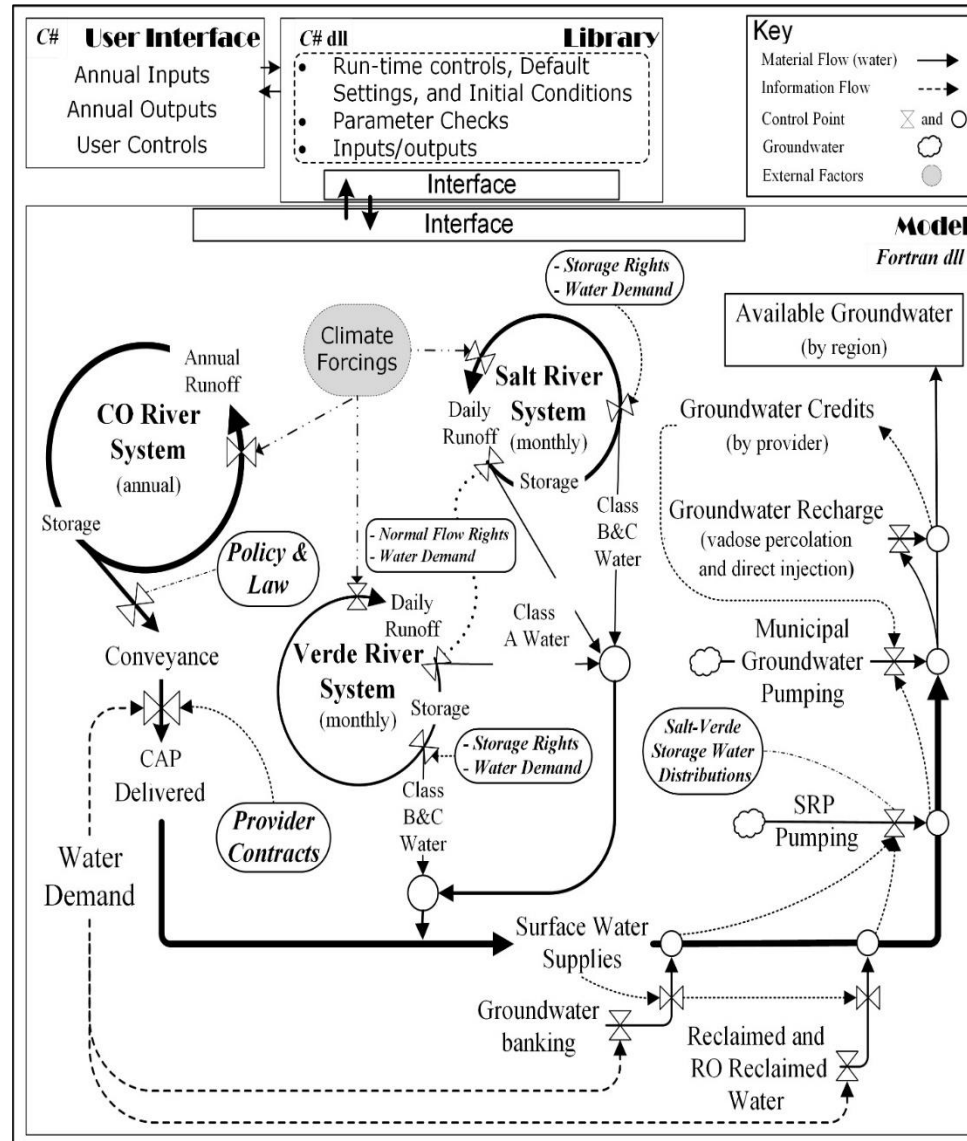 C# User Interface
Annual Inputs
Annual Outputs
User Controls
C# dll Library
• Run-time controls, Default
Settings, and Initial Conditions
• Parameter Checks
• Inputs/outputs
Interface
Interface
Key
Material Flow (water)
Information Flow
Control Point and
Groundwater
External Factors
Model
Fortran dll
- Storage Rights
- Water Demand
Climate
Forcings
Annual
Runoff
CO River
System
(annual)
Storage
Policy &
Law
Conveyance
CAP
Delivered
Provider
Contracts
Water
Demand
Salt River
System
(monthly)
Daily
Runoff
Storage
Class
B&C
Water
- Normal Flow Rights
- Water Demand
Daily
Runoff
Verde River
System
(monthly)
Storage
Class
A Water
- Storage Rights
- Water Demand
Class
B&C
Water
Available Groundwater
(by region)
Groundwater Credits
(by provider)
Groundwater Recharge
(vadose percolation
and direct injection)
Municipal
Groundwater
Pumping
Salt-Verde
Storage Water
Distributions
SRP
Pumping
Surface Water
Supplies
Groundwater
banking
Reclaimed and
RO Reclaimed
Water